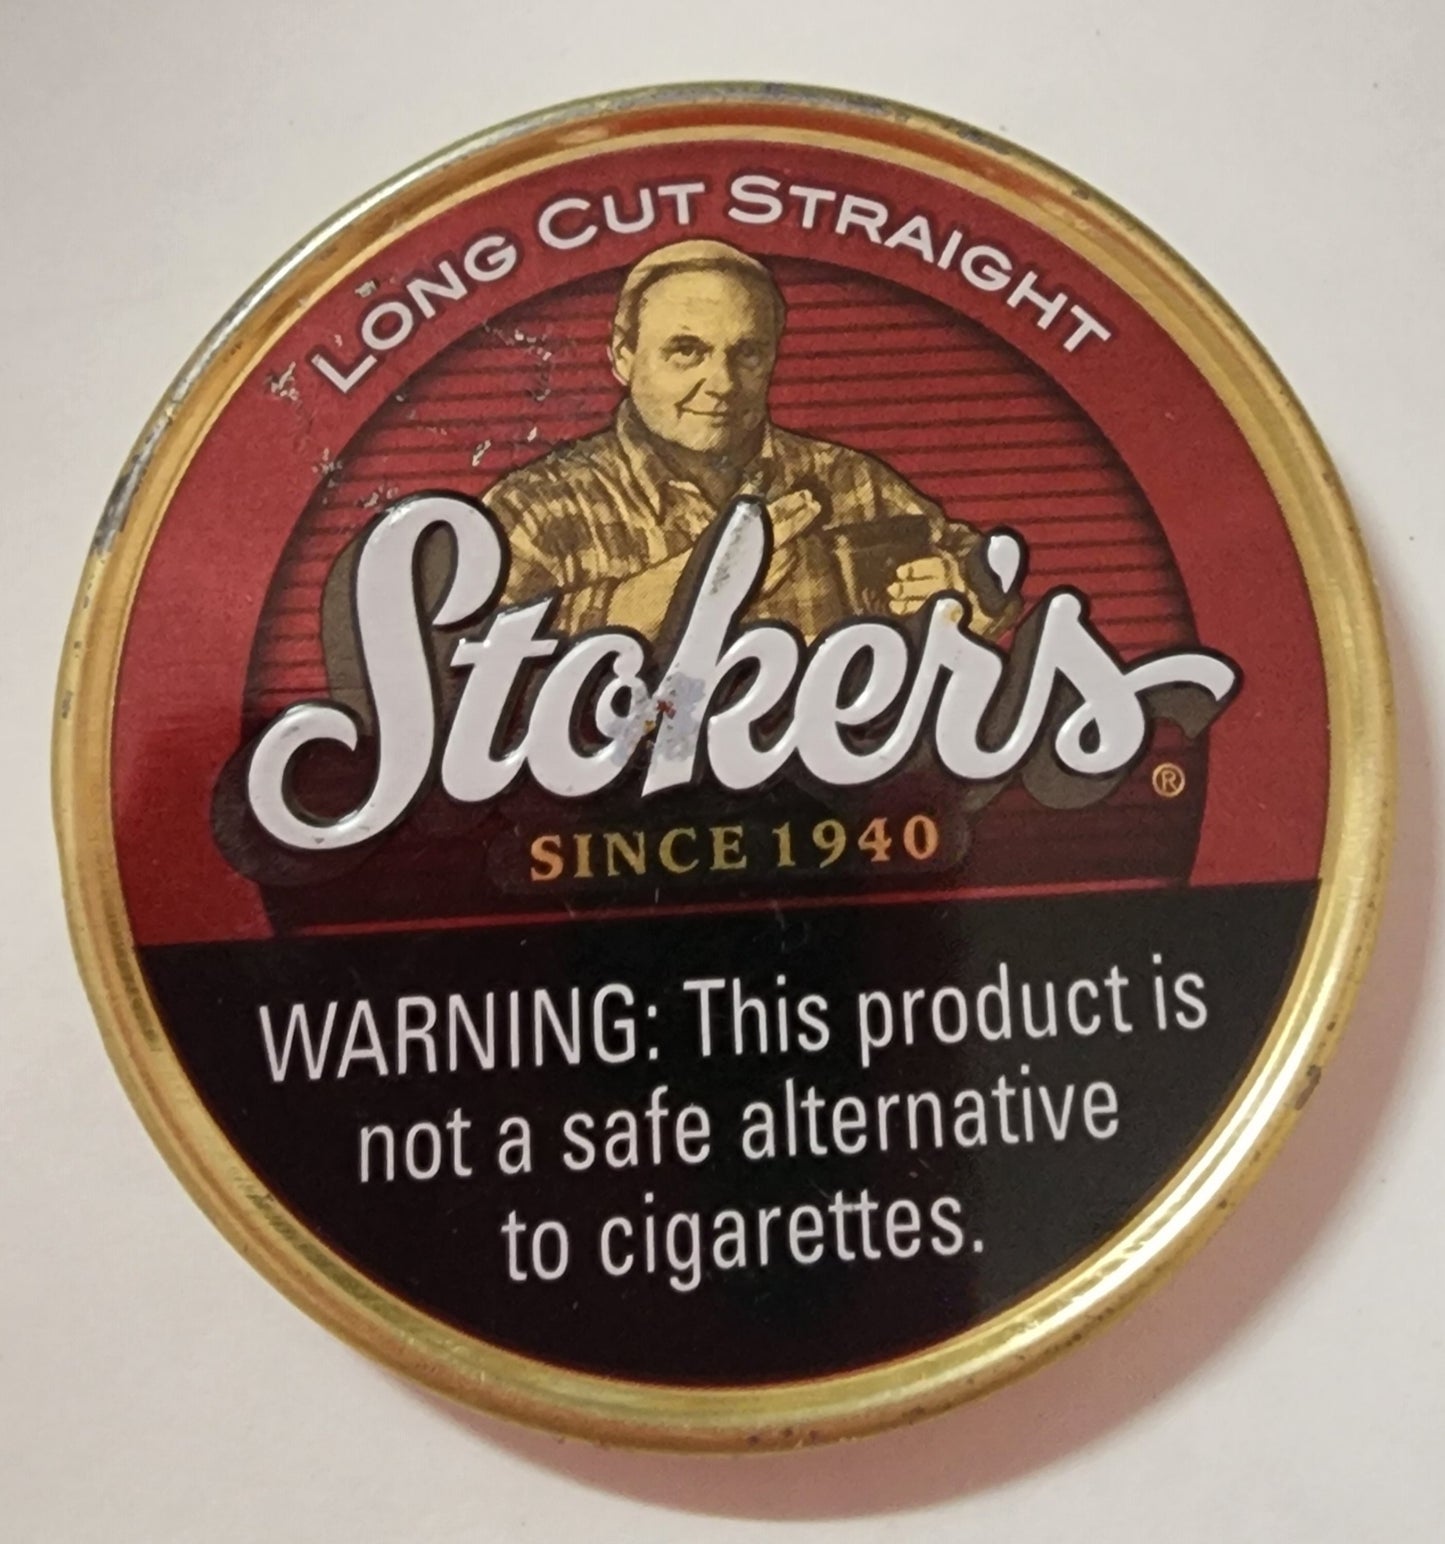 LONG CUT STRAIGHT
Stoker's®
SINCE 1940
WARNING: This product is
not a safe alternative
to cigarettes.